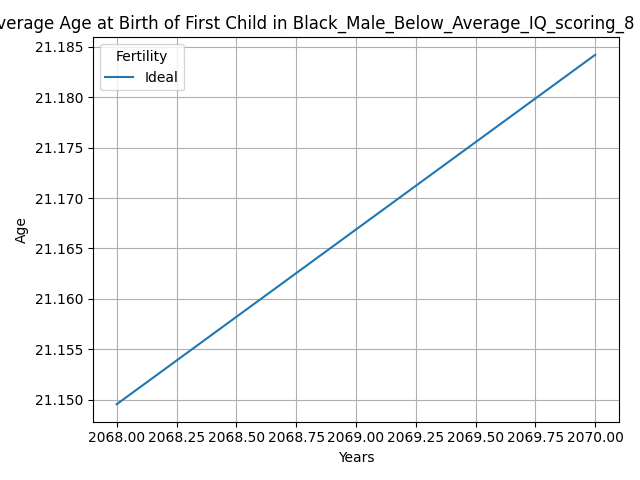 verage Age at Birth of First Child in Black_Male_Below_Average_IQ_scoring_8
Fertility
Ideal
21.185
21.180
21.175
21.170
21.165
21.160
21.155
21.150
Age
2068.00 2068.25 2068.50 2068.75 2069.00 2069.25 2069.50 2069.75 2070.00
Years